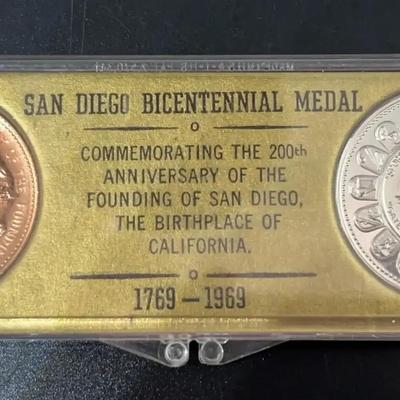 SAN DIEGO BICENTENNIAL MEDAL
COMMEMORATING THE 200th
ANNIVERSARY OF THE
FOUNDING OF SAN DIEGO,
THE BIRTHPLACE OF
CALIFORNIA.
1769-1969